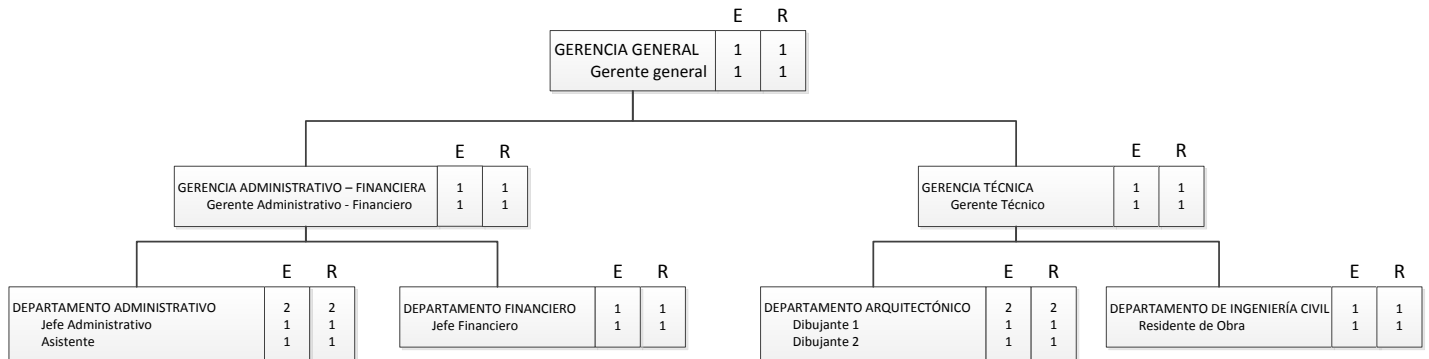 E R
GERENCIA GENERAL 1 1
Gerente general 1 1
E R
GERENCIA ADMINISTRATIVO – FINANCIERA 1 1
Gerente Administrativo - Financiero 1 1
E R
GERENCIA TÉCNICA 1 1
Gerente Técnico 1 1
E R
DEPARTAMENTO ADMINISTRATIVO 2 2
Jefe Administrativo 1 1
Asistente 1 1
E R
DEPARTAMENTO FINANCIERO 1 1
Jefe Financiero 1 1
E R
DEPARTAMENTO ARQUITECTÓNICO 2 2
Dibujante 1 1 1
Dibujante 2 1 1
E R
DEPARTAMENTO DE INGENIERÍA CIVIL 1 1
Residente de Obra 1 1